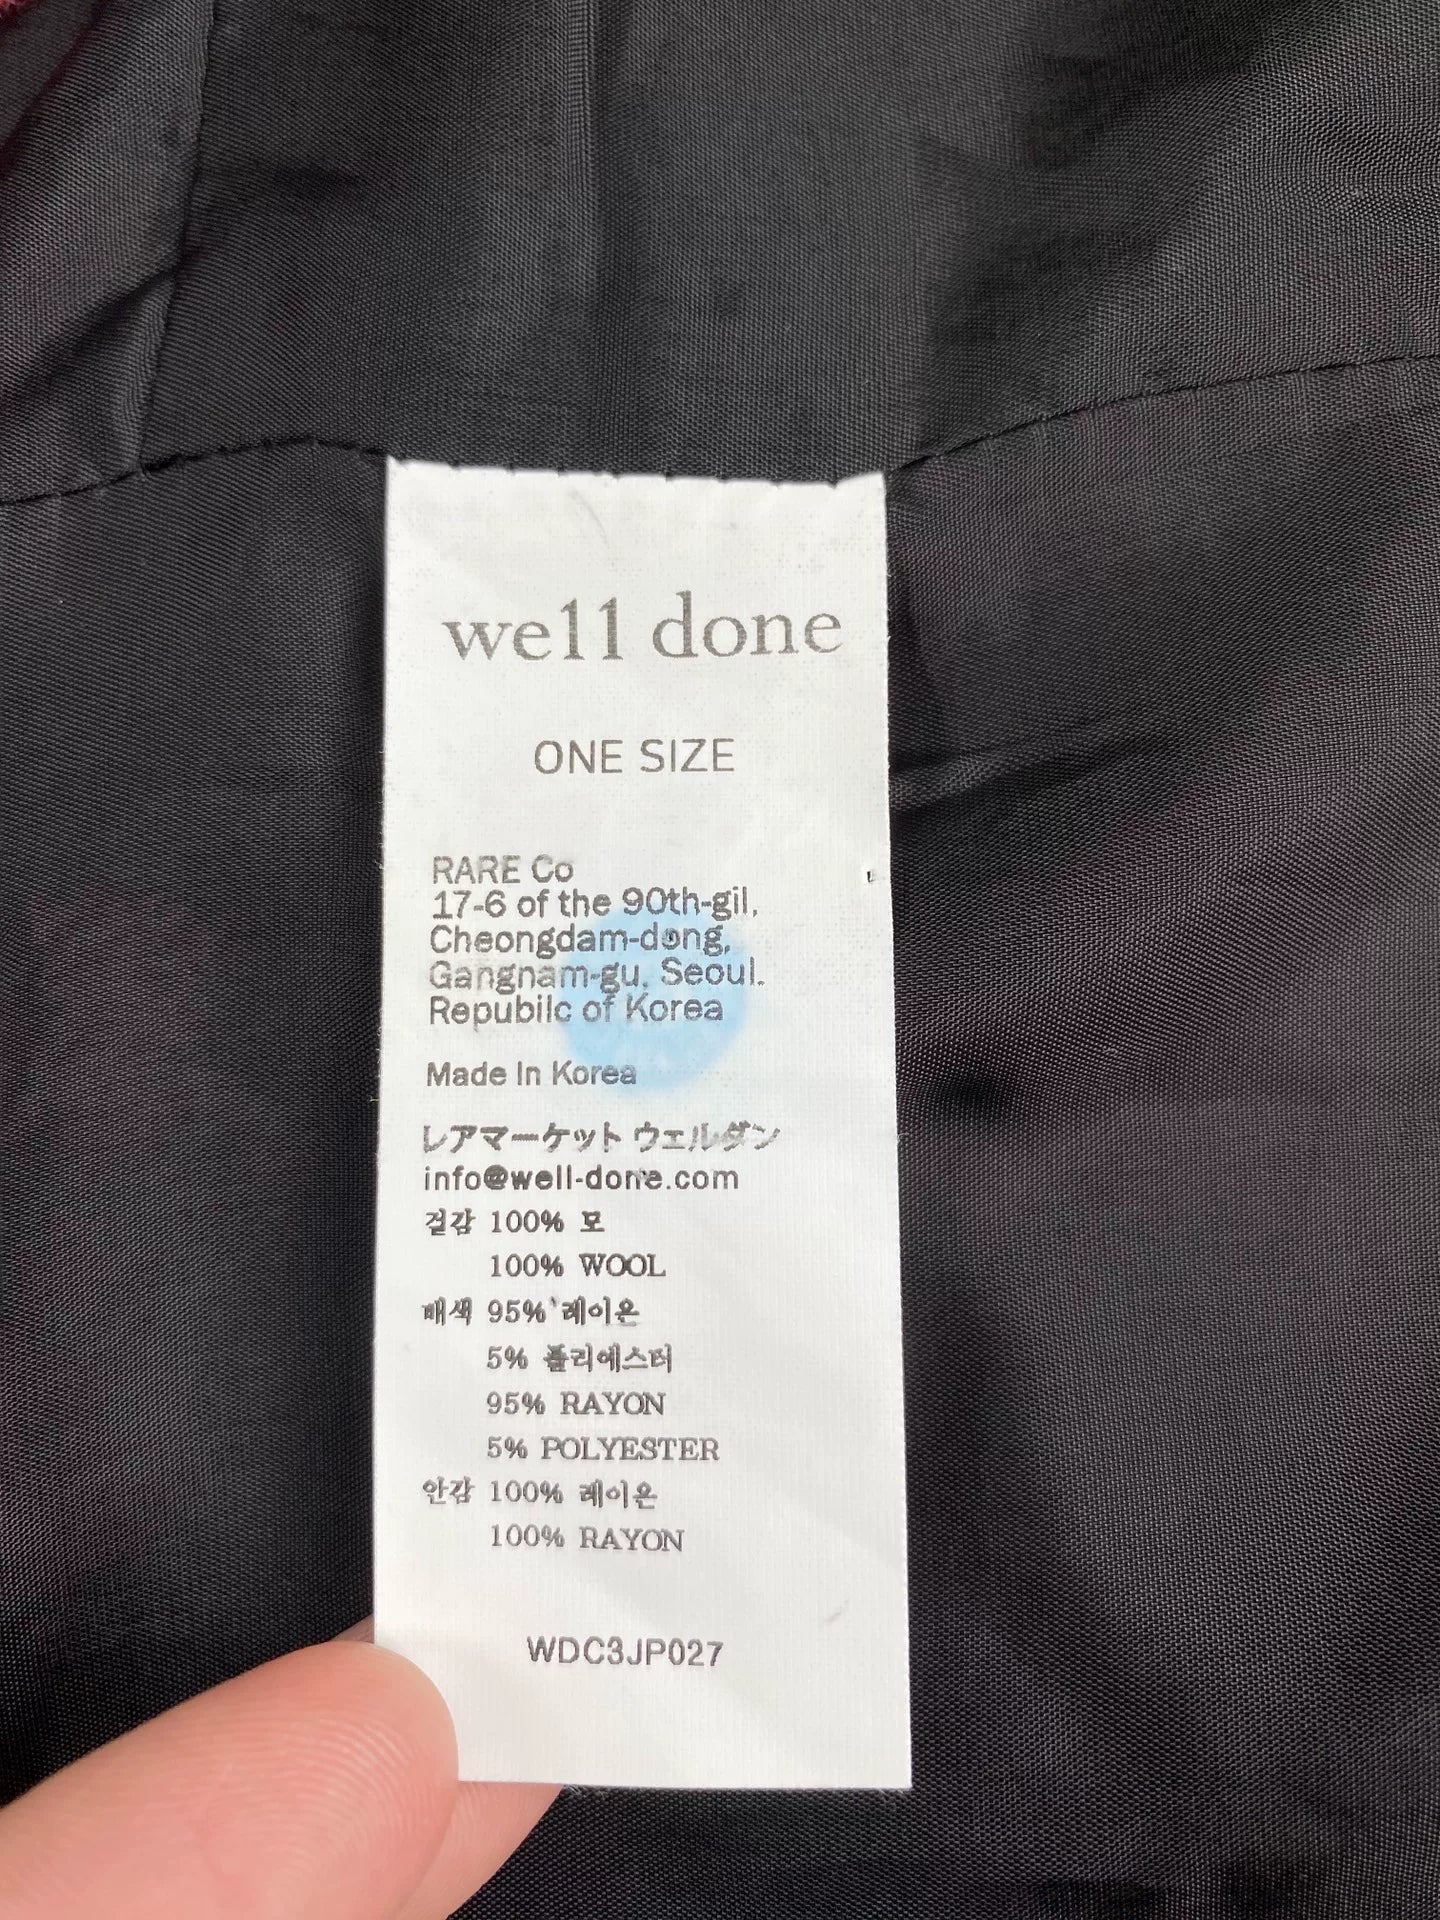 we11 done
ONE SIZE
RARE Co
17-6 of the 90th-gil,
Cheongdam-dong,
Gangnam-gu, Seoul.
Repubilc of Korea
Made In Korea
レアマーケット ウェルダン
info@well-done.com
겉감 100% 모
100% WOOL
배색 95% 레이온
5% 폴리에스터
95% RAYON
5% POLYESTER
안감 100% 레이온
100% RAYON
WDC3JP027